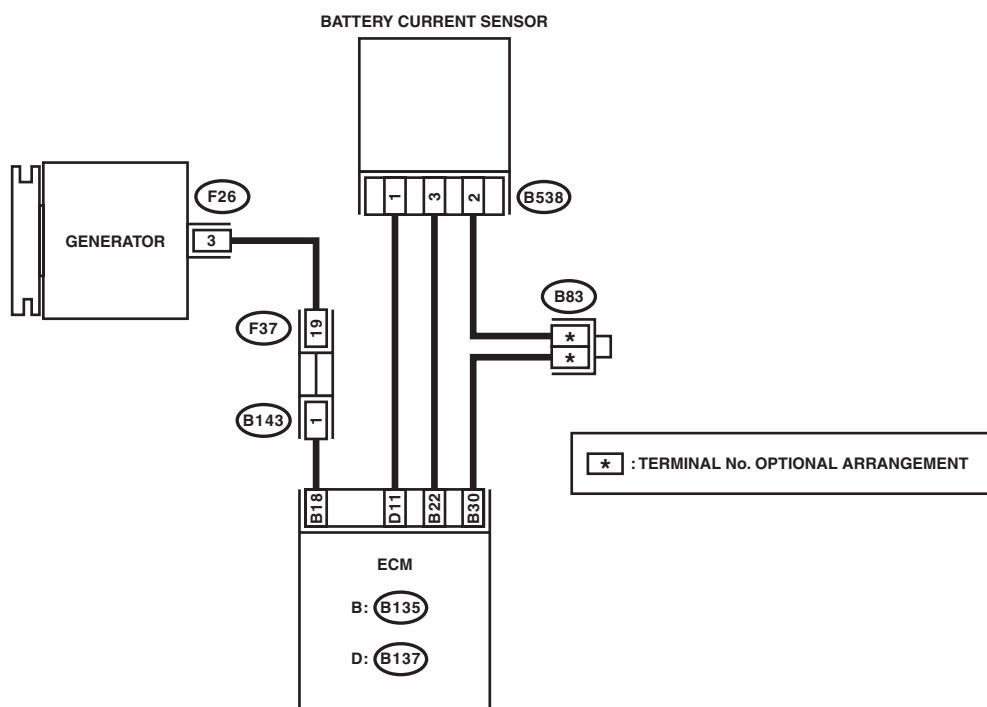 BATTERY CURRENT SENSOR
1
3
2
B538
F26
GENERATOR
3
B83
*
*
F37
19
B143
1
* : TERMINAL No. OPTIONAL ARRANGEMENT
B18
D11
B22
B30
ECM
B: B135
D: B137